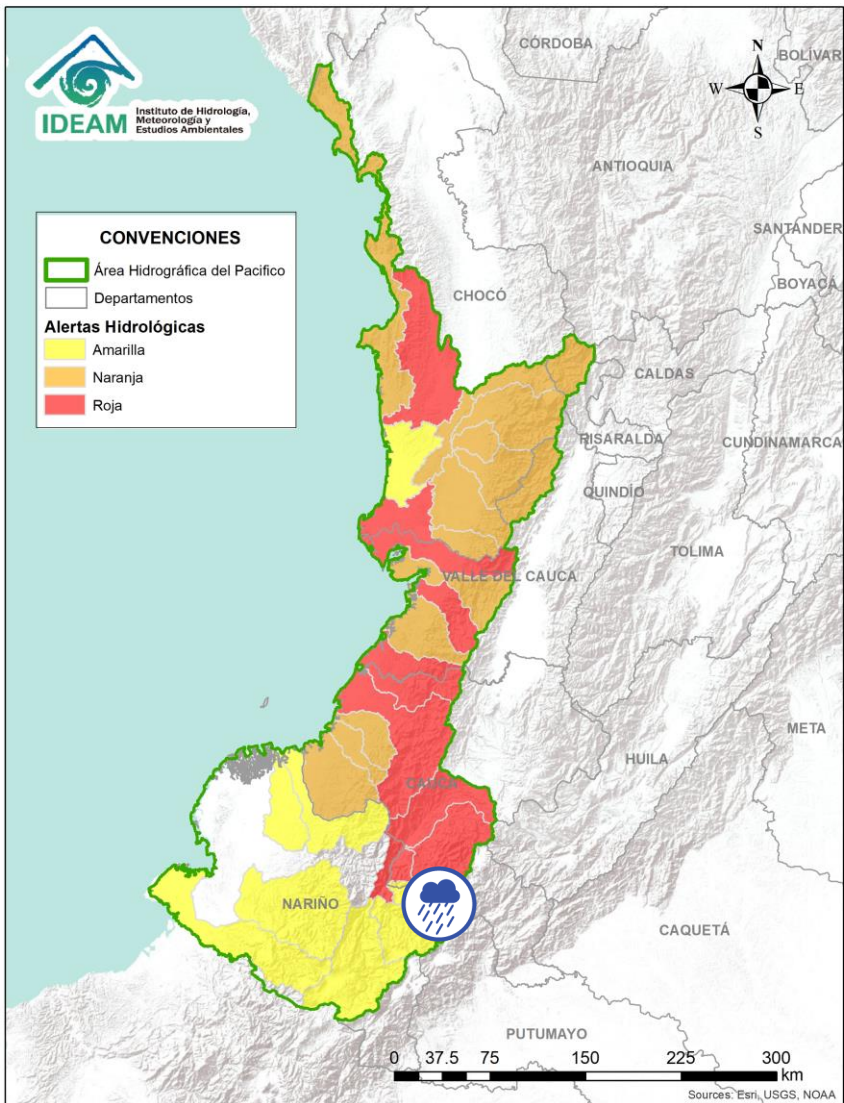 IDEAM
Instituto de Hidrología,
Meteorología y
Estudios Ambientales
N
W
E
S
CÓRDOBA
BOLÍVAR
ANTIOQUIA
SANTANDER
BOYACÁ
CHOCÓ
CALDAS
RISARALDA
CUNDINAMARCA
QUINDÍO
TOLIMA
VALLE DEL CAUCA
META
HUILA
CAUCA
NARIÑO
CAQUETÁ
PUTUMAYO
CONVENCIONES
Área Hidrográfica del Pacifico
Departamentos
Alertas Hidrológicas
Amarilla
Naranja
Roja
0 37.5 75 150 225 300
km
Sources: Esri, USGS, NOAA